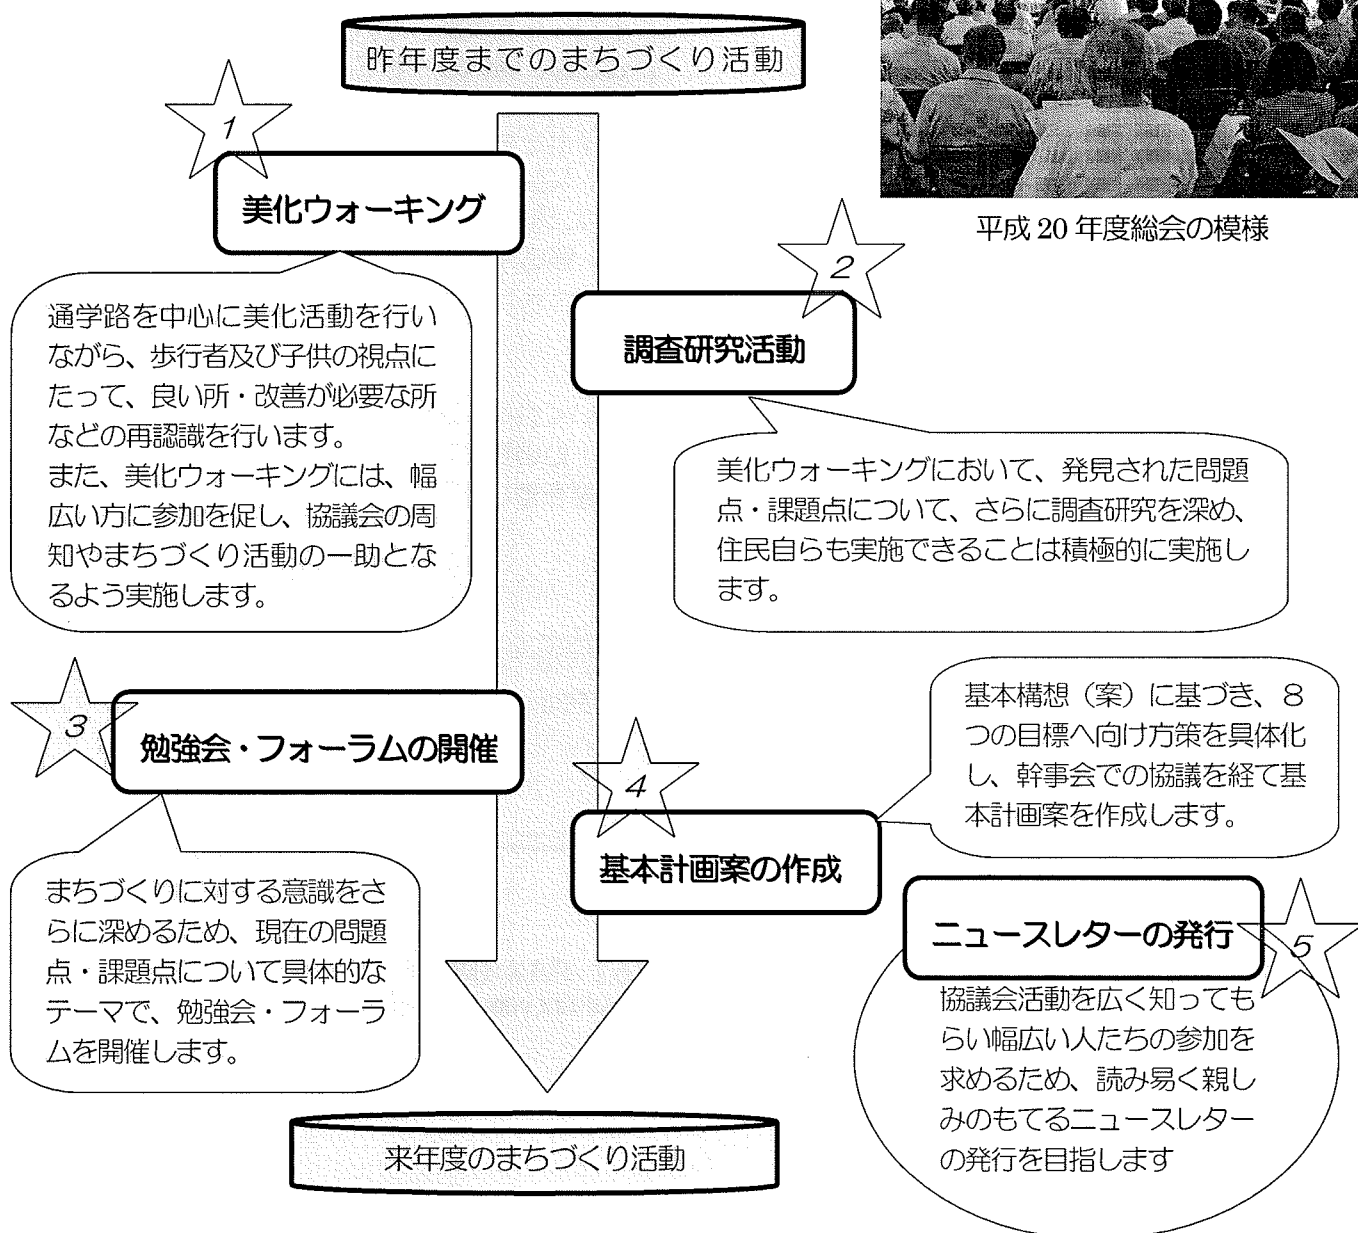 昨年度までのまちづくり活動
平成 20 年度総会の模様
1
美化ウォーキング
通学路を中心に美化活動を行い
ながら、歩行者及び子供の視点に
たって、良い所・改善が必要な所
などの再認識を行います。
また、美化ウォーキングには、幅
広い方に参加を促し、協議会の周
知やまちづくり活動の一助とな
るよう実施します。
2
調査研究活動
美化ウォーキングにおいて、発見された問題
点・課題点について、さらに調査研究を深め、
住民自らも実施できることは積極的に実施し
ます。
3
勉強会・フォーラムの開催
まちづくりに対する意識をさ
らに深めるため、現在の問題
点・課題点について具体的な
テーマで、勉強会・フォーラ
ムを開催します。
4
基本計画案の作成
基本構想（案）に基づき、８
つの目標へ向け方策を具体化
し、幹事会での協議を経て基
本計画案を作成します。
5
ニュースレターの発行
協議会活動を広く知っても
らい幅広い人たちの参加を
求めるため、読み易く親し
みのもてるニュースレター
の発行を目指します
来年度のまちづくり活動